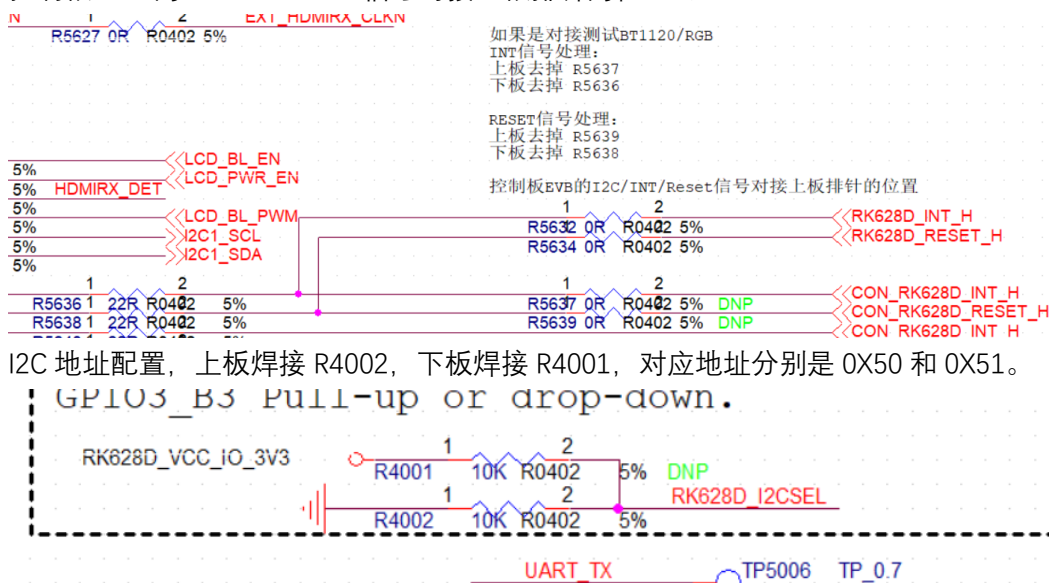 N 1 2 EXT_HDMIRX_CLKN
R5627 0R R0402 5%
如果是对接测试BT1120/RGB
INT信号处理：
上板去掉 R5637
下板去掉 R5636
RESET信号处理：
上板去掉 R5639
下板去掉 R5638
控制板EVB的I2C/INT/Reset信号对接上板排针的位置
LCD_BL_EN
5%
LCD_PWR_EN
5% HDMIRX_DET
5%
LCD_BL_PWM
5%
I2C1_SCL
5%
I2C1_SDA
5%
1 2
R5632 0R R0402 5% RK628D_INT_H
R5634 0R R0402 5% RK628D_RESET_H
1 2
R5636 1 22R R0402 5%
R5638 1 22R R0402 5%
1 2
R5637 0R R0402 5% DNP CON_RK628D_INT_H
R5639 0R R0402 5% DNP CON_RK628D_RESET_H
CON_RK628D_INT_H
I2C 地址配置，上板焊接 R4002，下板焊接 R4001，对应地址分别是 0X50 和 0X51。
GPIO3_B3 Pull-up or drop-down.
RK628D_VCC_IO_3V3
1 2
R4001 10K R0402 5% DNP
1 2 RK628D_I2CSEL
R4002 10K R0402 5%
UART_TX TP5006 TP_0.7